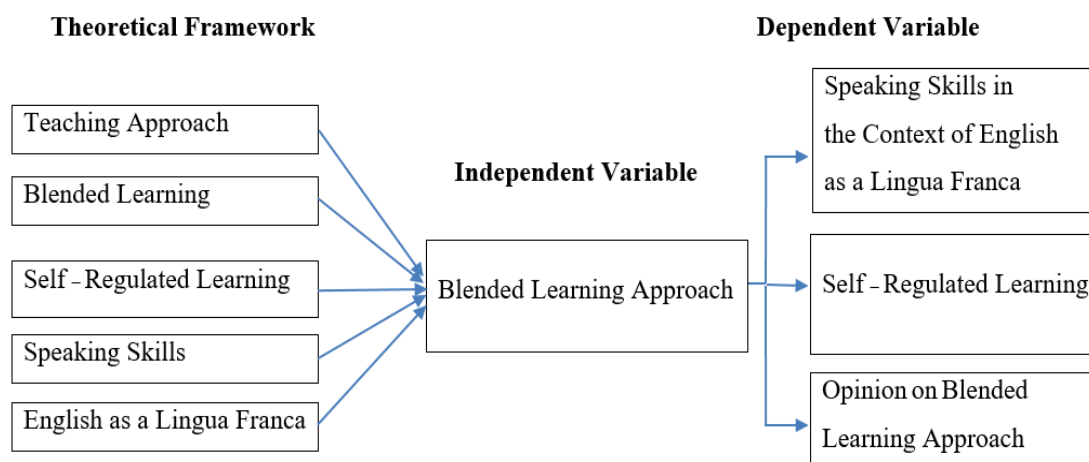 Theoretical Framework
Teaching Approach
Blended Learning
Self – Regulated Learning
Speaking Skills
English as a Lingua Franca
Independent Variable
Blended Learning Approach
Dependent Variable
Speaking Skills in
the Context of English
as a Lingua Franca
Self – Regulated Learning
Opinion on Blended
Learning Approach